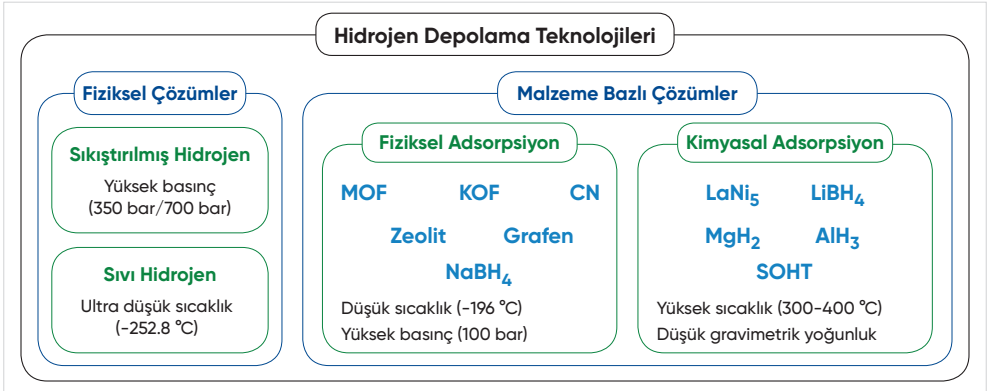 Hidrojen Depolama Teknolojileri
Fiziksel Çözümler
Sıkıştırılmış Hidrojen
Yüksek basınç
(350 bar/700 bar)
Sıvı Hidrojen
Ultra düşük sıcaklık
(-252.8 °C)
Malzeme Bazlı Çözümler
Fiziksel Adsorpsiyon
MOF KOF CN
Zeolit Grafen
NaBH₄
Düşük sıcaklık (-196 °C)
Yüksek basınç (100 bar)
Kimyasal Adsorpsiyon
LaNi₅ LiBH₄
MgH₂ AlH₃
SOHT
Yüksek sıcaklık (300-400 °C)
Düşük gravimetrik yoğunluk